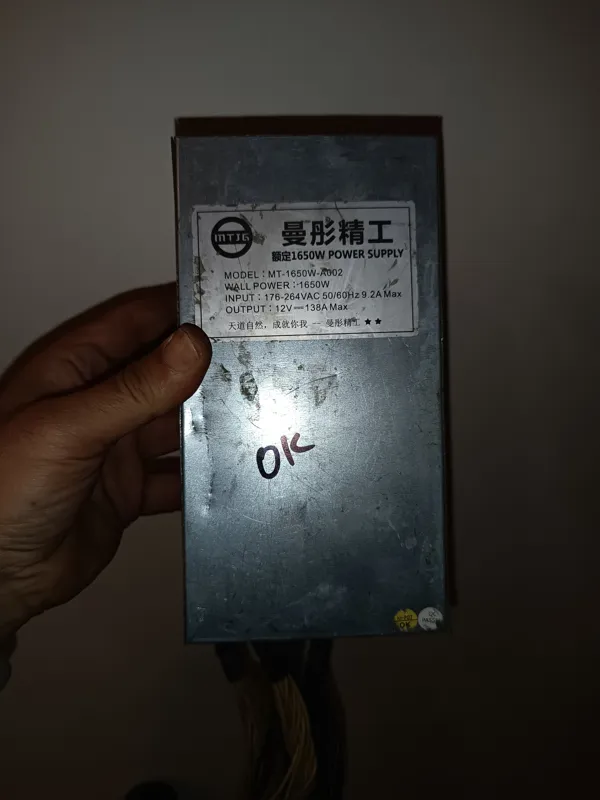 MTJG
曼彤精工
额定1650W POWER SUPPLY
MODEL：MT-1650W-A002
WALL POWER：1650W
INPUT：176-264VAC 50/60Hz 9.2A Max
OUTPUT：12V⎓138A Max
天道自然，成就你我 — 曼彤精工 ★★
OK